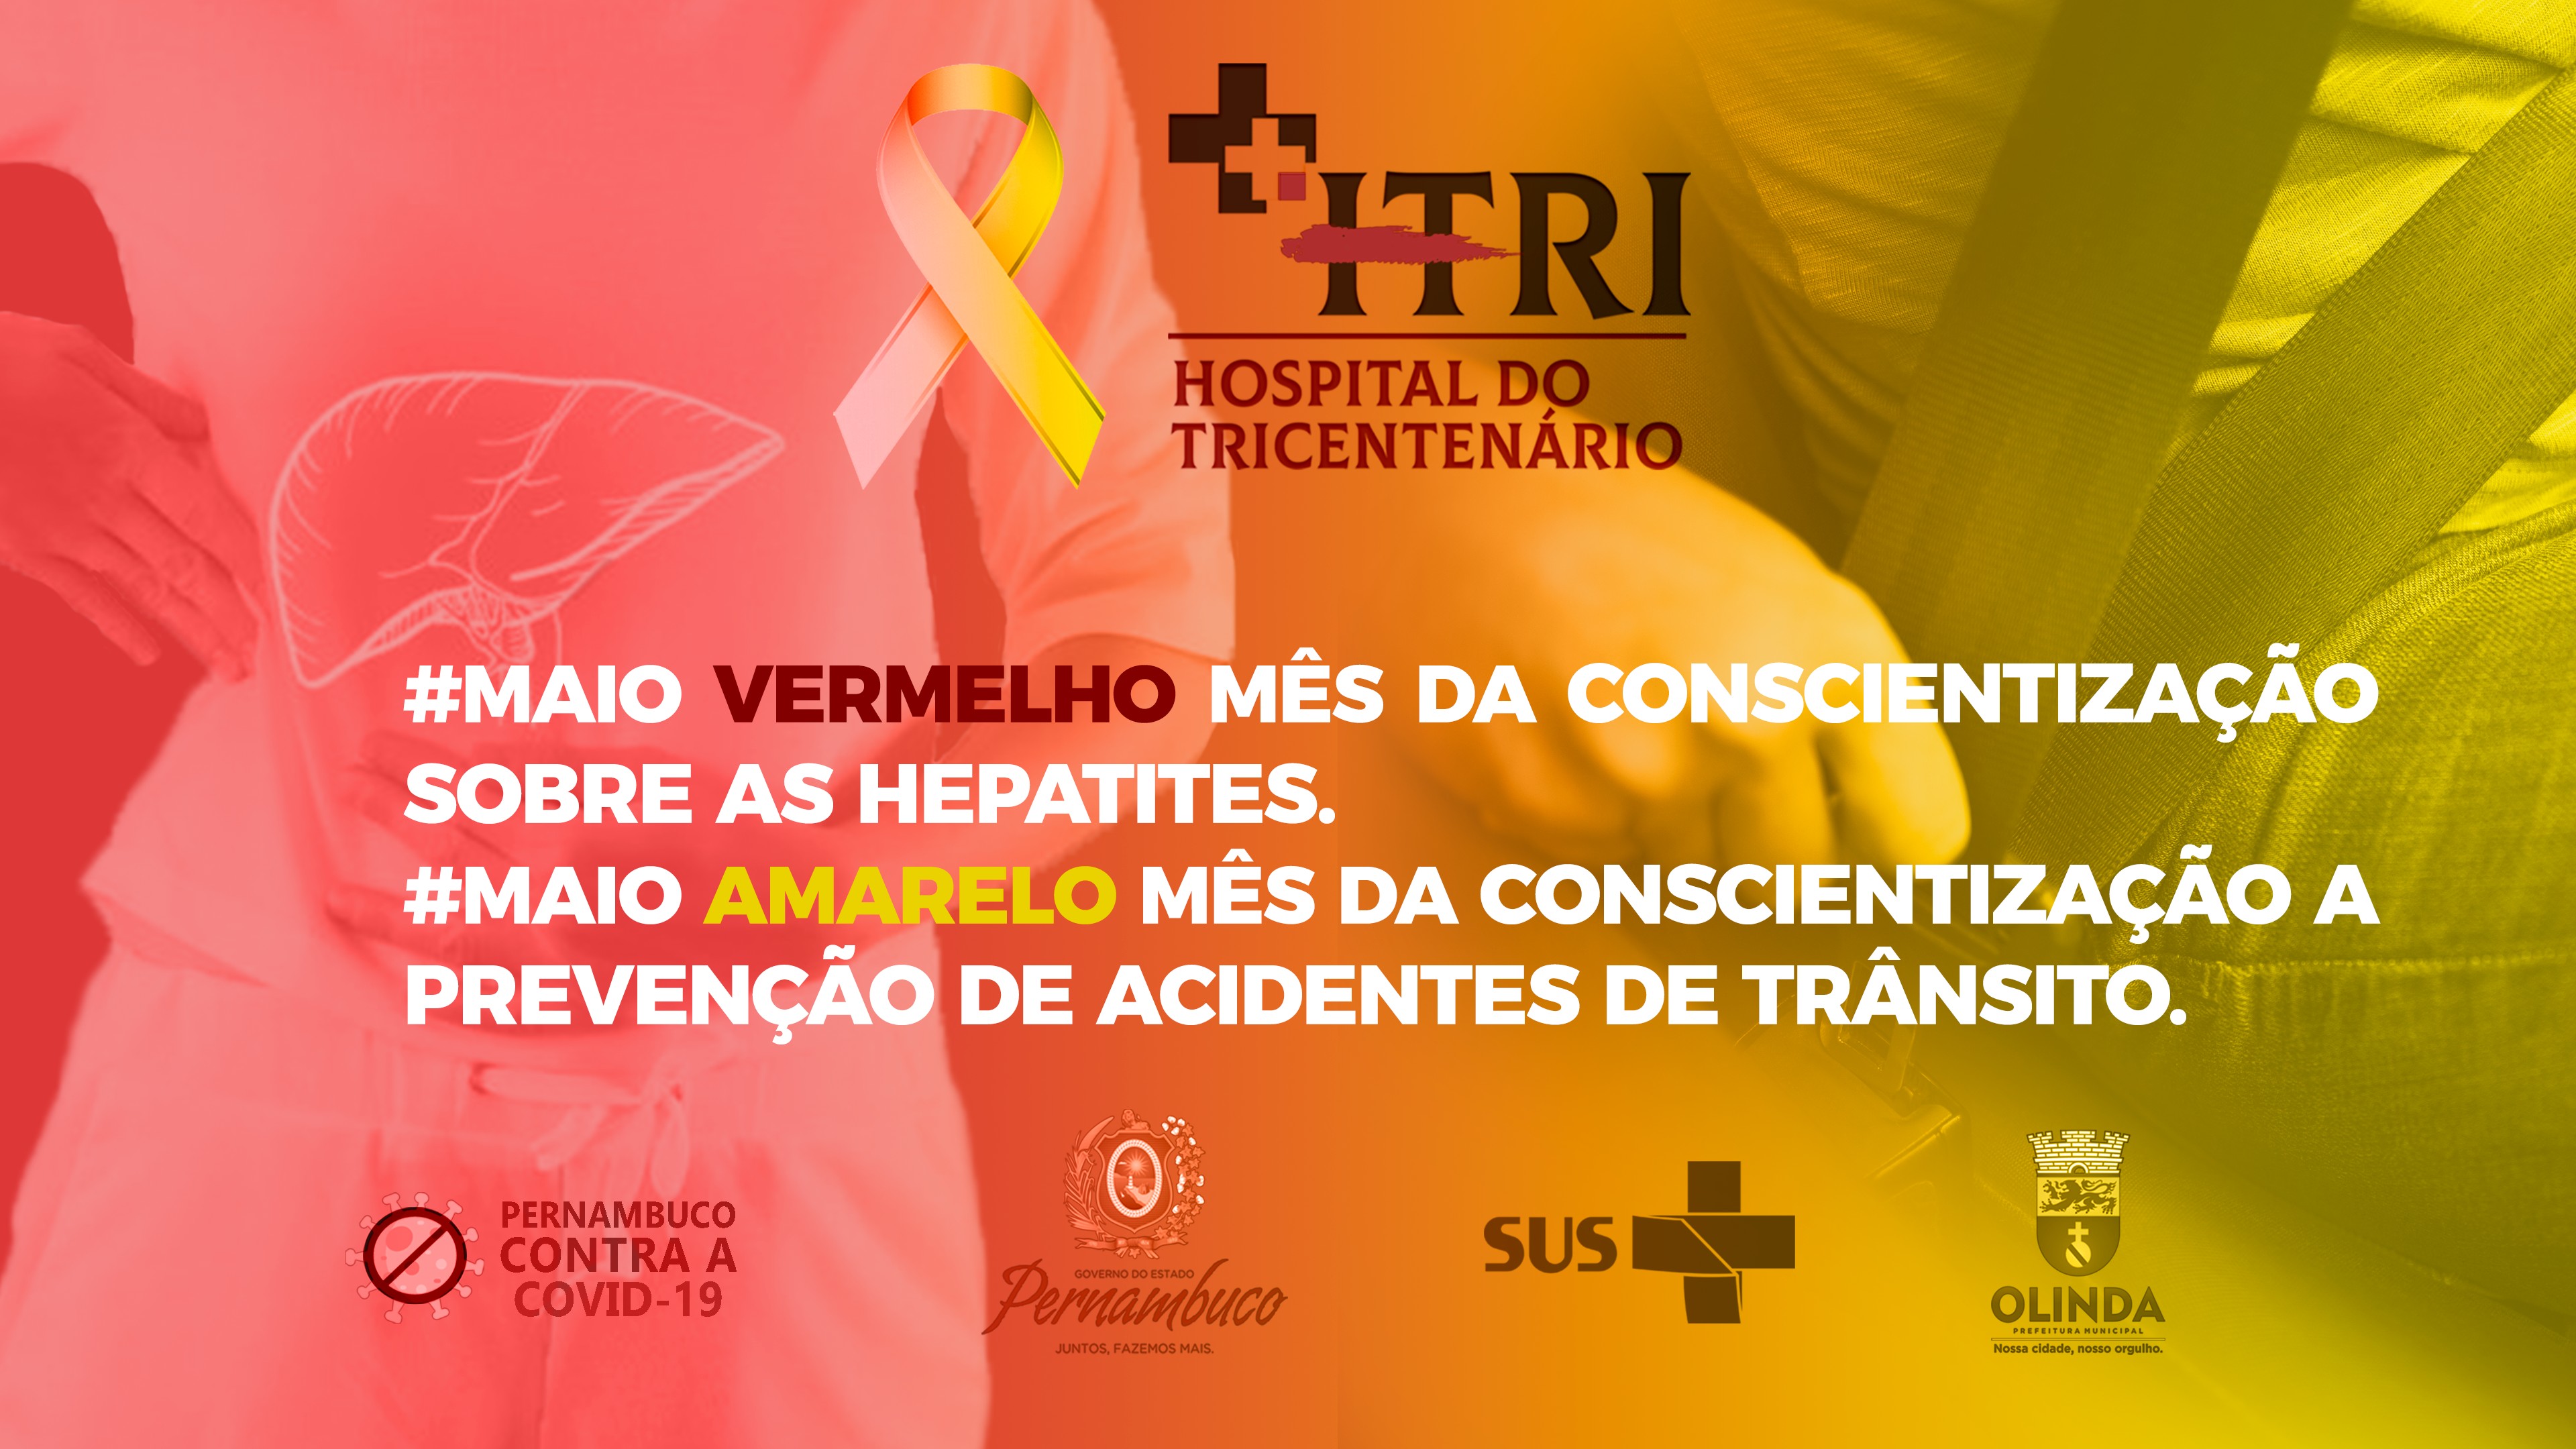 ITRI
HOSPITAL DO
TRICENTENÁRIO
#MAIO VERMELHO MÊS DA CONSCIENTIZAÇÃO
SOBRE AS HEPATITES.
#MAIO AMARELO MÊS DA CONSCIENTIZAÇÃO A
PREVENÇÃO DE ACIDENTES DE TRÂNSITO.
PERNAMBUCO
CONTRA A
COVID-19
GOVERNO DO ESTADO
Pernambuco
JUNTOS, FAZEMOS MAIS.
SUS
OLINDA
PREFEITURA MUNICIPAL
Nossa cidade, nosso orgulho.